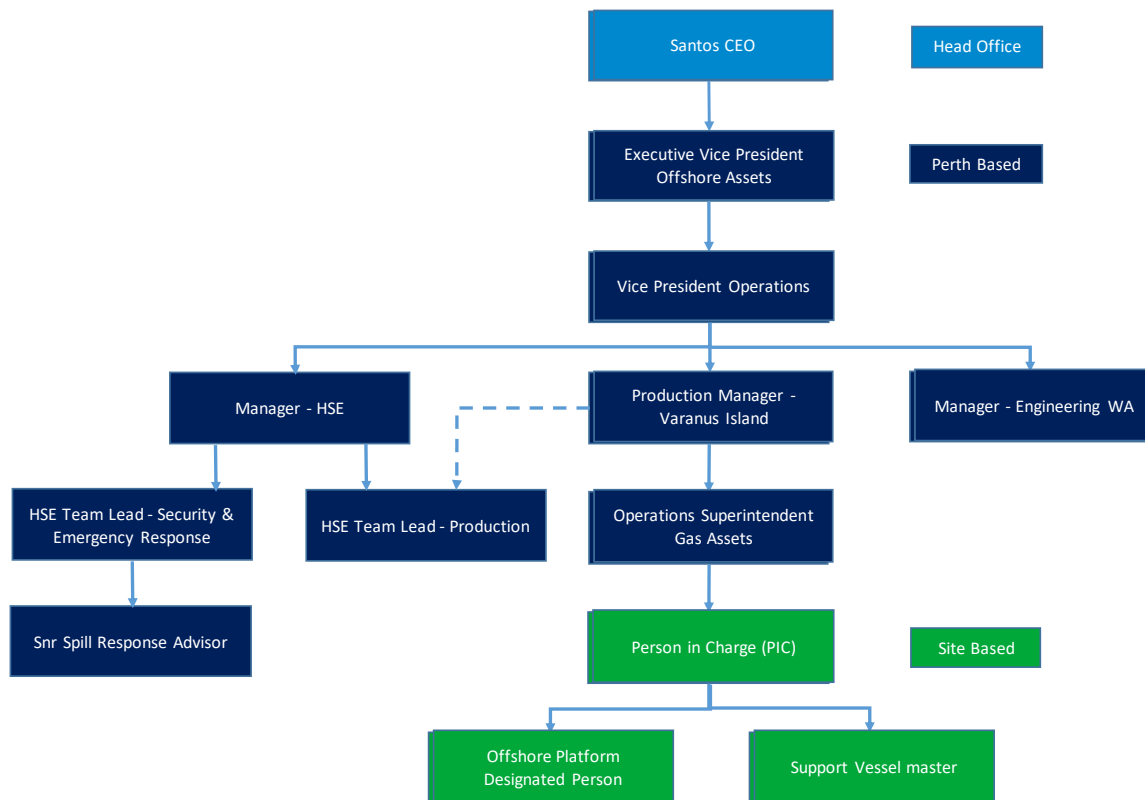 Santos CEO
Head Office
Executive Vice President
Offshore Assets
Perth Based
Vice President Operations
Manager - HSE
Production Manager -
Varanus Island
Manager - Engineering WA
HSE Team Lead - Security &
Emergency Response
HSE Team Lead - Production
Operations Superintendent
Gas Assets
Snr Spill Response Advisor
Person in Charge (PIC)
Site Based
Offshore Platform
Designated Person
Support Vessel master